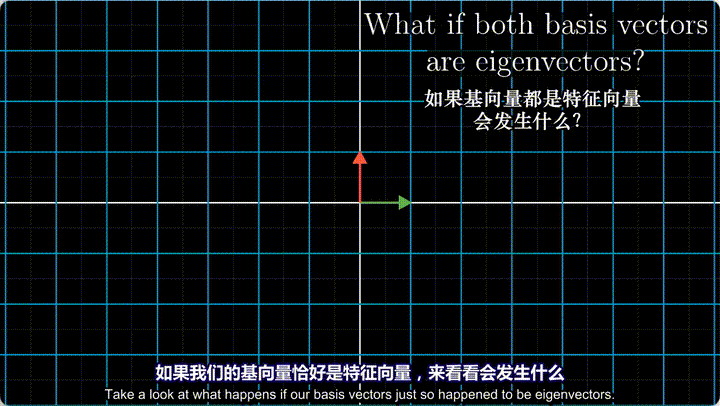 What if both basis vectors
are eigenvectors?
如果基向量都是特征向量
会发生什么？
如果我们的基向量恰好是特征向量，来看看会发生什么
Take a look at what happens if our basis vectors just so happened to be eigenvectors.